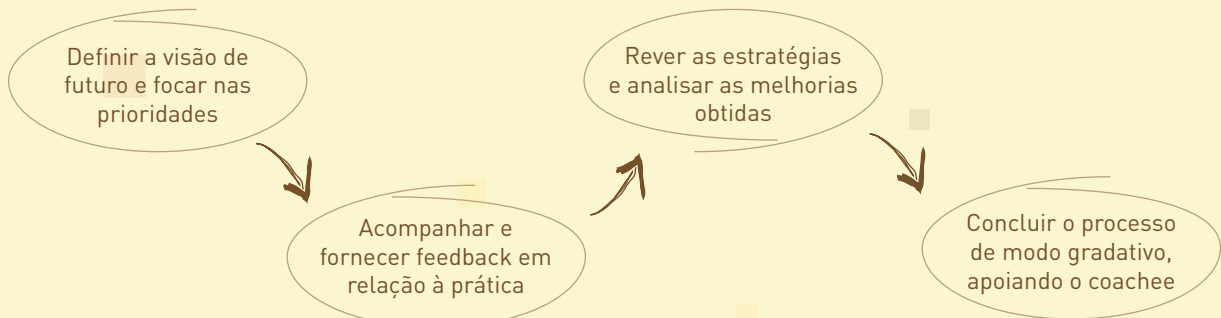 Definir a visão de
futuro e focar nas
prioridades
Acompanhar e
fornecer feedback em
relação à prática
Rever as estratégias
e analisar as melhorias
obtidas
Concluir o processo
de modo gradativo,
apoiando o coachee